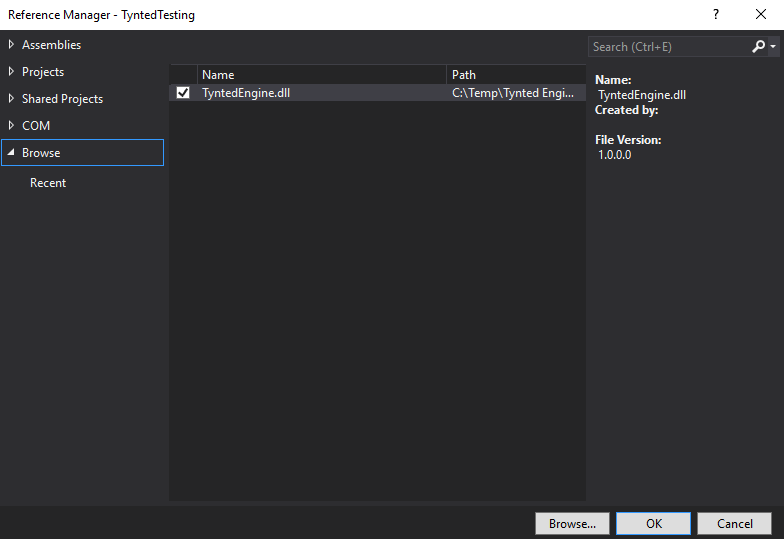 Reference Manager - TyntedTesting
?
Assemblies
Projects
Shared Projects
COM
Browse
Recent
Name Path
TyntedEngine.dll C:\Temp\Tynted Engi...
Search (Ctrl+E)
Name:
TyntedEngine.dll
Created by:
File Version:
1.0.0.0
Browse... OK Cancel